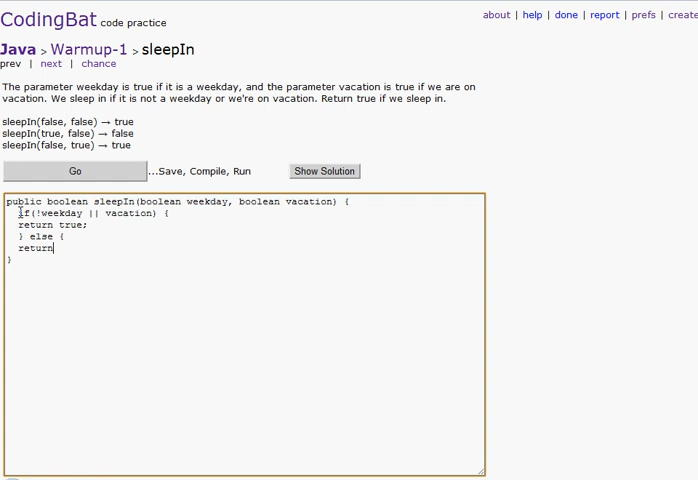 CodingBat code practice
about | help | done | report | prefs | create
Java > Warmup-1 > sleepIn
prev | next | chance
The parameter weekday is true if it is a weekday, and the parameter vacation is true if we are on
vacation. We sleep in if it is not a weekday or we're on vacation. Return true if we sleep in.
sleepIn(false, false) → true
sleepIn(true, false) → false
sleepIn(false, true) → true
Go ...Save, Compile, Run Show Solution
public boolean sleepIn(boolean weekday, boolean vacation) {
if(!weekday || vacation) {
return true;
} else {
return
}